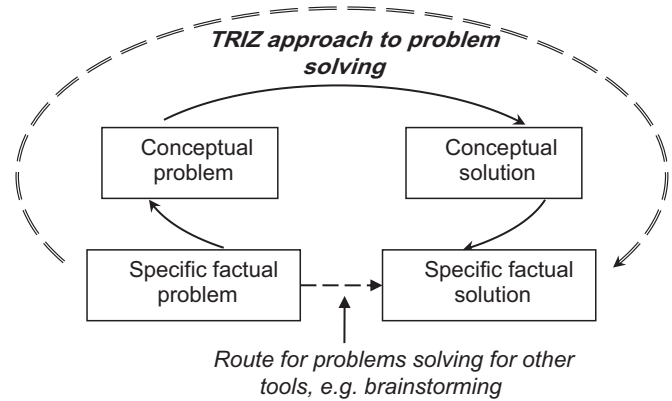 TRIZ approach to problem
solving
Conceptual
problem
Conceptual
solution
Specific factual
problem
Specific factual
solution
Route for problems solving for other
tools, e.g. brainstorming